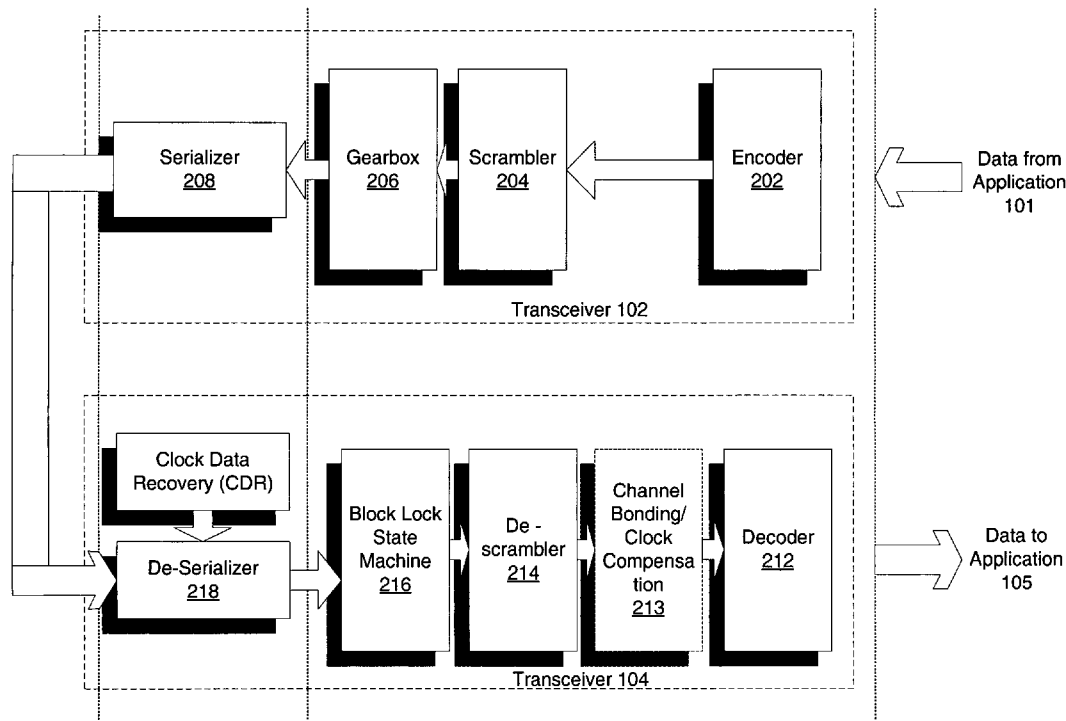 Serializer
208
Gearbox
206
Scrambler
204
Encoder
202
Data from
Application
101
Transceiver 102
Clock Data
Recovery (CDR)
De-Serializer
218
Block Lock
State
Machine
216
De -
scrambler
214
Channel
Bonding/
Clock
Compensa
tion
213
Decoder
212
Data to
Application
105
Transceiver 104